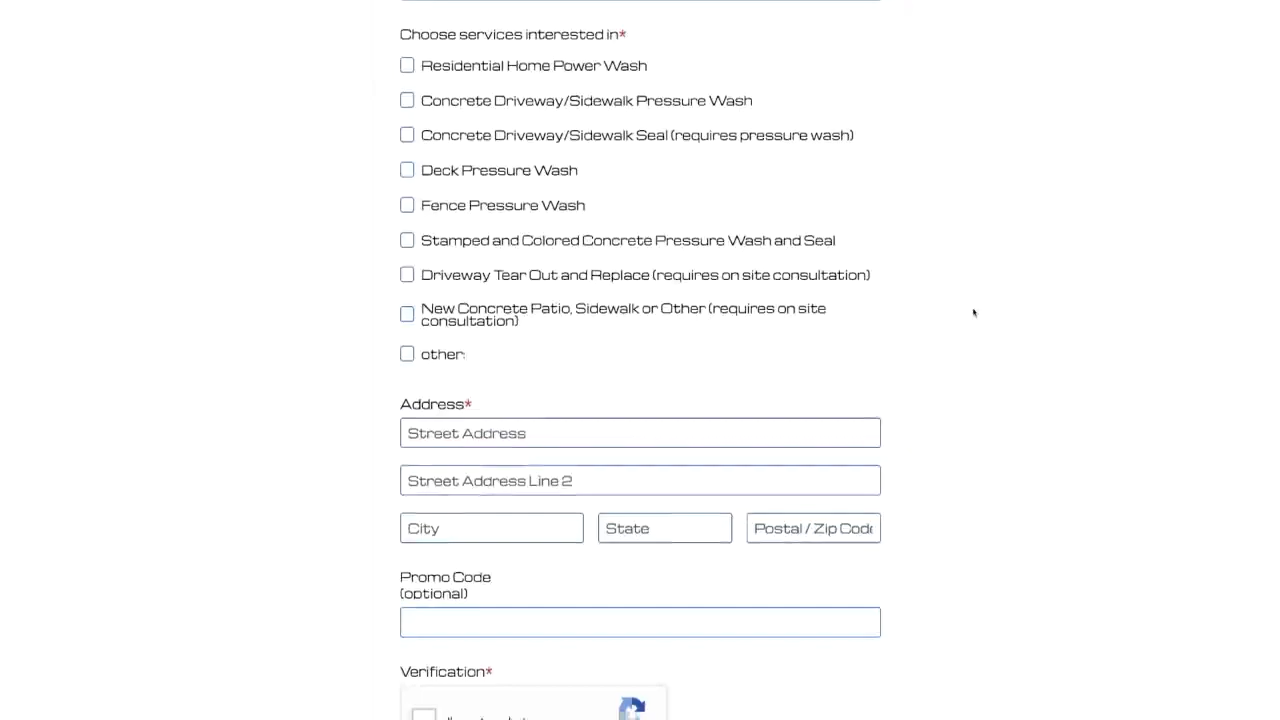 Choose services interested in*
Residential Home Power Wash
Concrete Driveway/Sidewalk Pressure Wash
Concrete Driveway/Sidewalk Seal (requires pressure wash)
Deck Pressure Wash
Fence Pressure Wash
Stamped and Colored Concrete Pressure Wash and Seal
Driveway Tear Out and Replace (requires on site consultation)
New Concrete Patio, Sidewalk or Other (requires on site
consultation)
other:
Address*
Street Address
Street Address Line 2
City State Postal / Zip Code
Promo Code
(optional)
Verification*